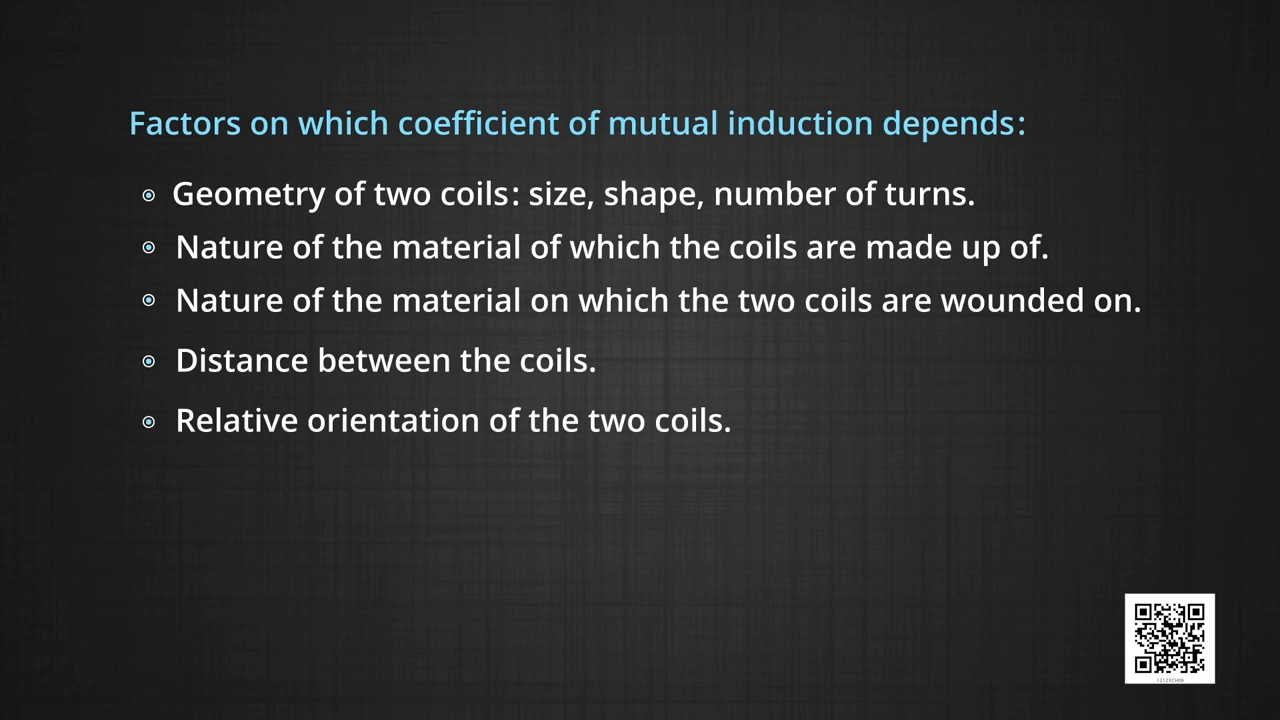 Factors on which coefficient of mutual induction depends:
Geometry of two coils: size, shape, number of turns.
Nature of the material of which the coils are made up of.
Nature of the material on which the two coils are wounded on.
Distance between the coils.
Relative orientation of the two coils.
12123CH06